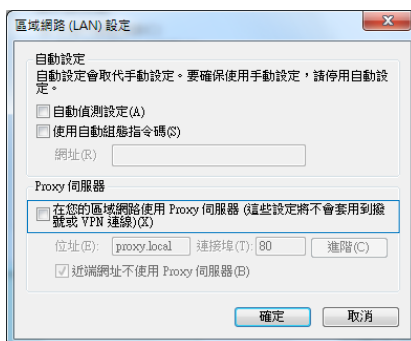 區域網路 (LAN) 設定
自動設定
自動設定會取代手動設定。要確保使用手動設定，請停用自動設
定。
自動偵測設定(A)
使用自動組態指令碼(S)
網址(R)
Proxy 伺服器
在您的區域網路使用 Proxy 伺服器 (這些設定將不會套用到撥
號或 VPN 連線)(X)
位址(E): proxy.local 連接埠(T): 80 進階(C)
近端網址不使用 Proxy 伺服器(B)
確定 取消